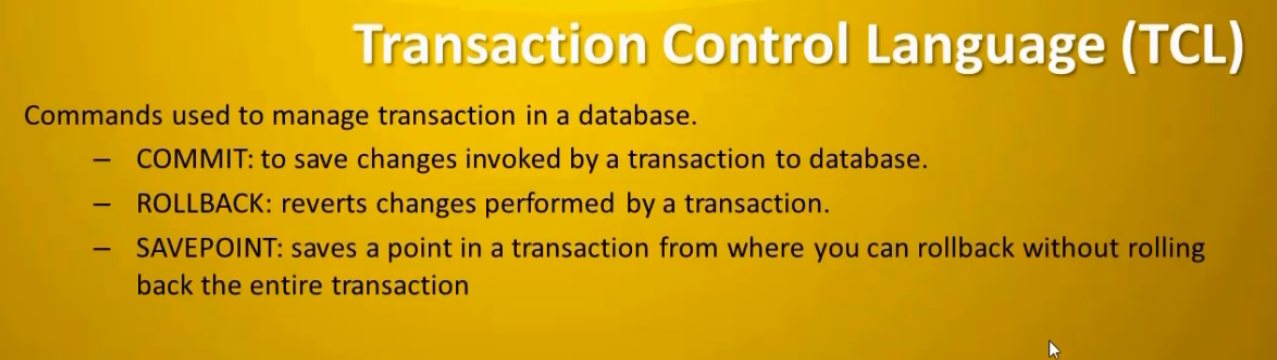 Transaction Control Language (TCL)
Commands used to manage transaction in a database.
– COMMIT: to save changes invoked by a transaction to database.
– ROLLBACK: reverts changes performed by a transaction.
– SAVEPOINT: saves a point in a transaction from where you can rollback without rolling
back the entire transaction